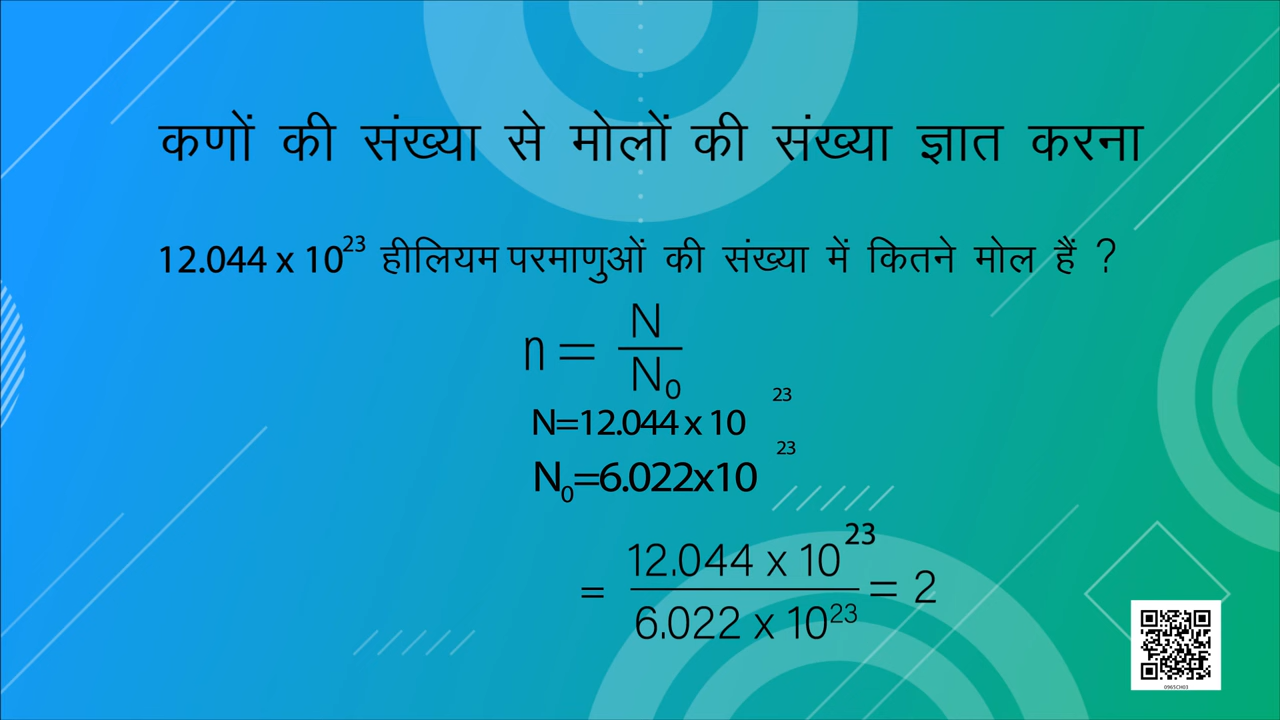 कणों की संख्या से मोलों की संख्या ज्ञात करना
12.044 x 10²³ हीलियम परमाणुओं की संख्या में कितने मोल हैं ?
n = N / N₀
N=12.044 x 10²³
N₀=6.022x10²³
= 12.044 x 10²³ / 6.022 x 10²³ = 2
0965CH03